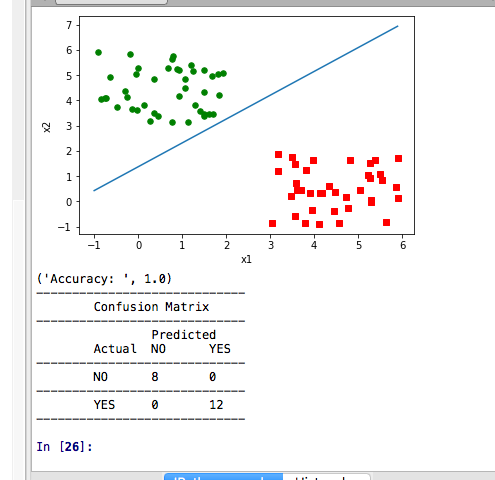 7
6
5
4
3
2
1
0
−1
x2
−1 0 1 2 3 4 5 6
x1
('Accuracy: ', 1.0)
Confusion Matrix
Predicted
Actual NO YES
NO 8 0
YES 0 12
In [26]: